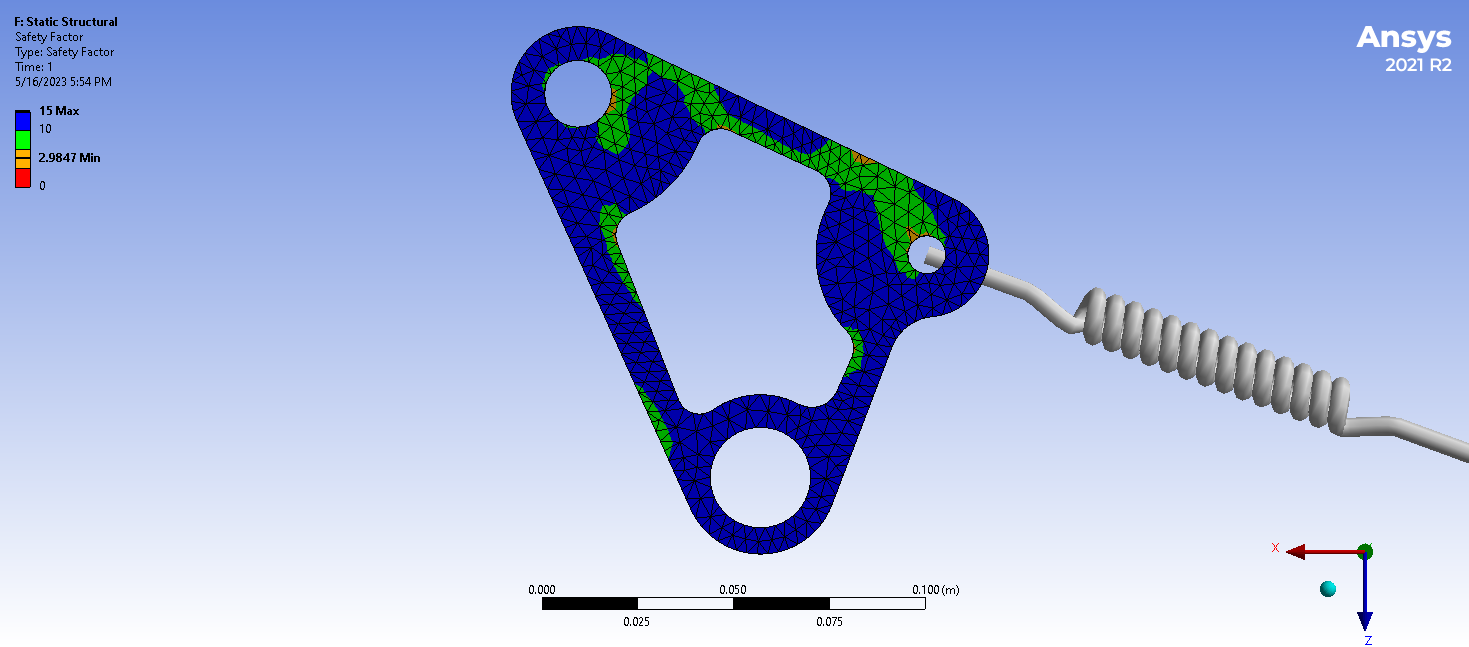 F: Static Structural
Safety Factor
Type: Safety Factor
Time: 1
5/16/2023 5:54 PM
15 Max
10
2.9847 Min
0
Ansys
2021 R2
X
Z
0.000
0.050
0.100 (m)
0.025
0.075